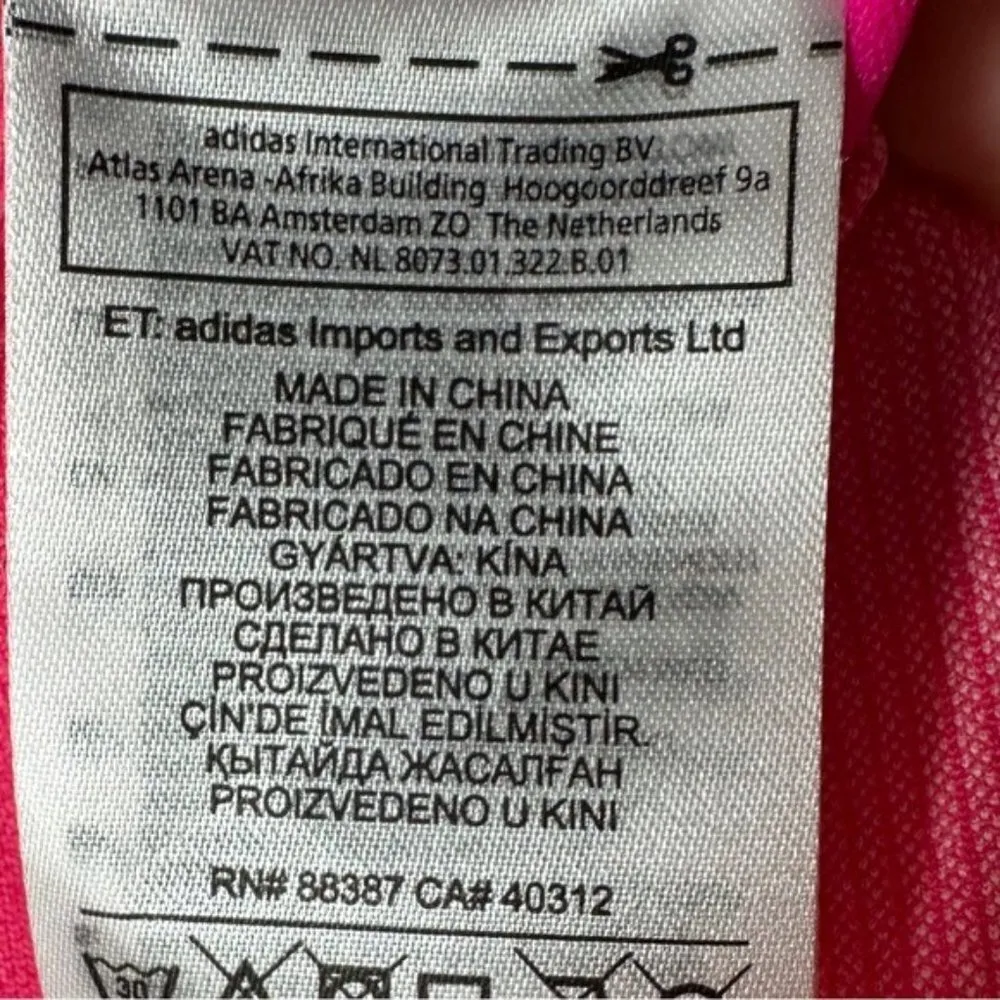 adidas International Trading BV
Atlas Arena -Afrika Building Hoogoorddreef 9a
1101 BA Amsterdam ZO The Netherlands
VAT NO. NL 8073.01.322.B.01
ET: adidas Imports and Exports Ltd
MADE IN CHINA
FABRIQUÉ EN CHINE
FABRICADO EN CHINA
FABRICADO NA CHINA
GYÁRTVA: KÍNA
ПРОИЗВЕДЕНО В КИТАЙ
СДЕЛАНО В КИТАЕ
PROIZVEDENO U KINI
ÇİN'DE İMAL EDİLMİŞTİR.
ҚЫТАЙДА ЖАСАЛҒАН
PROIZVEDENO U KINI
RN# 88387 CA# 40312
30